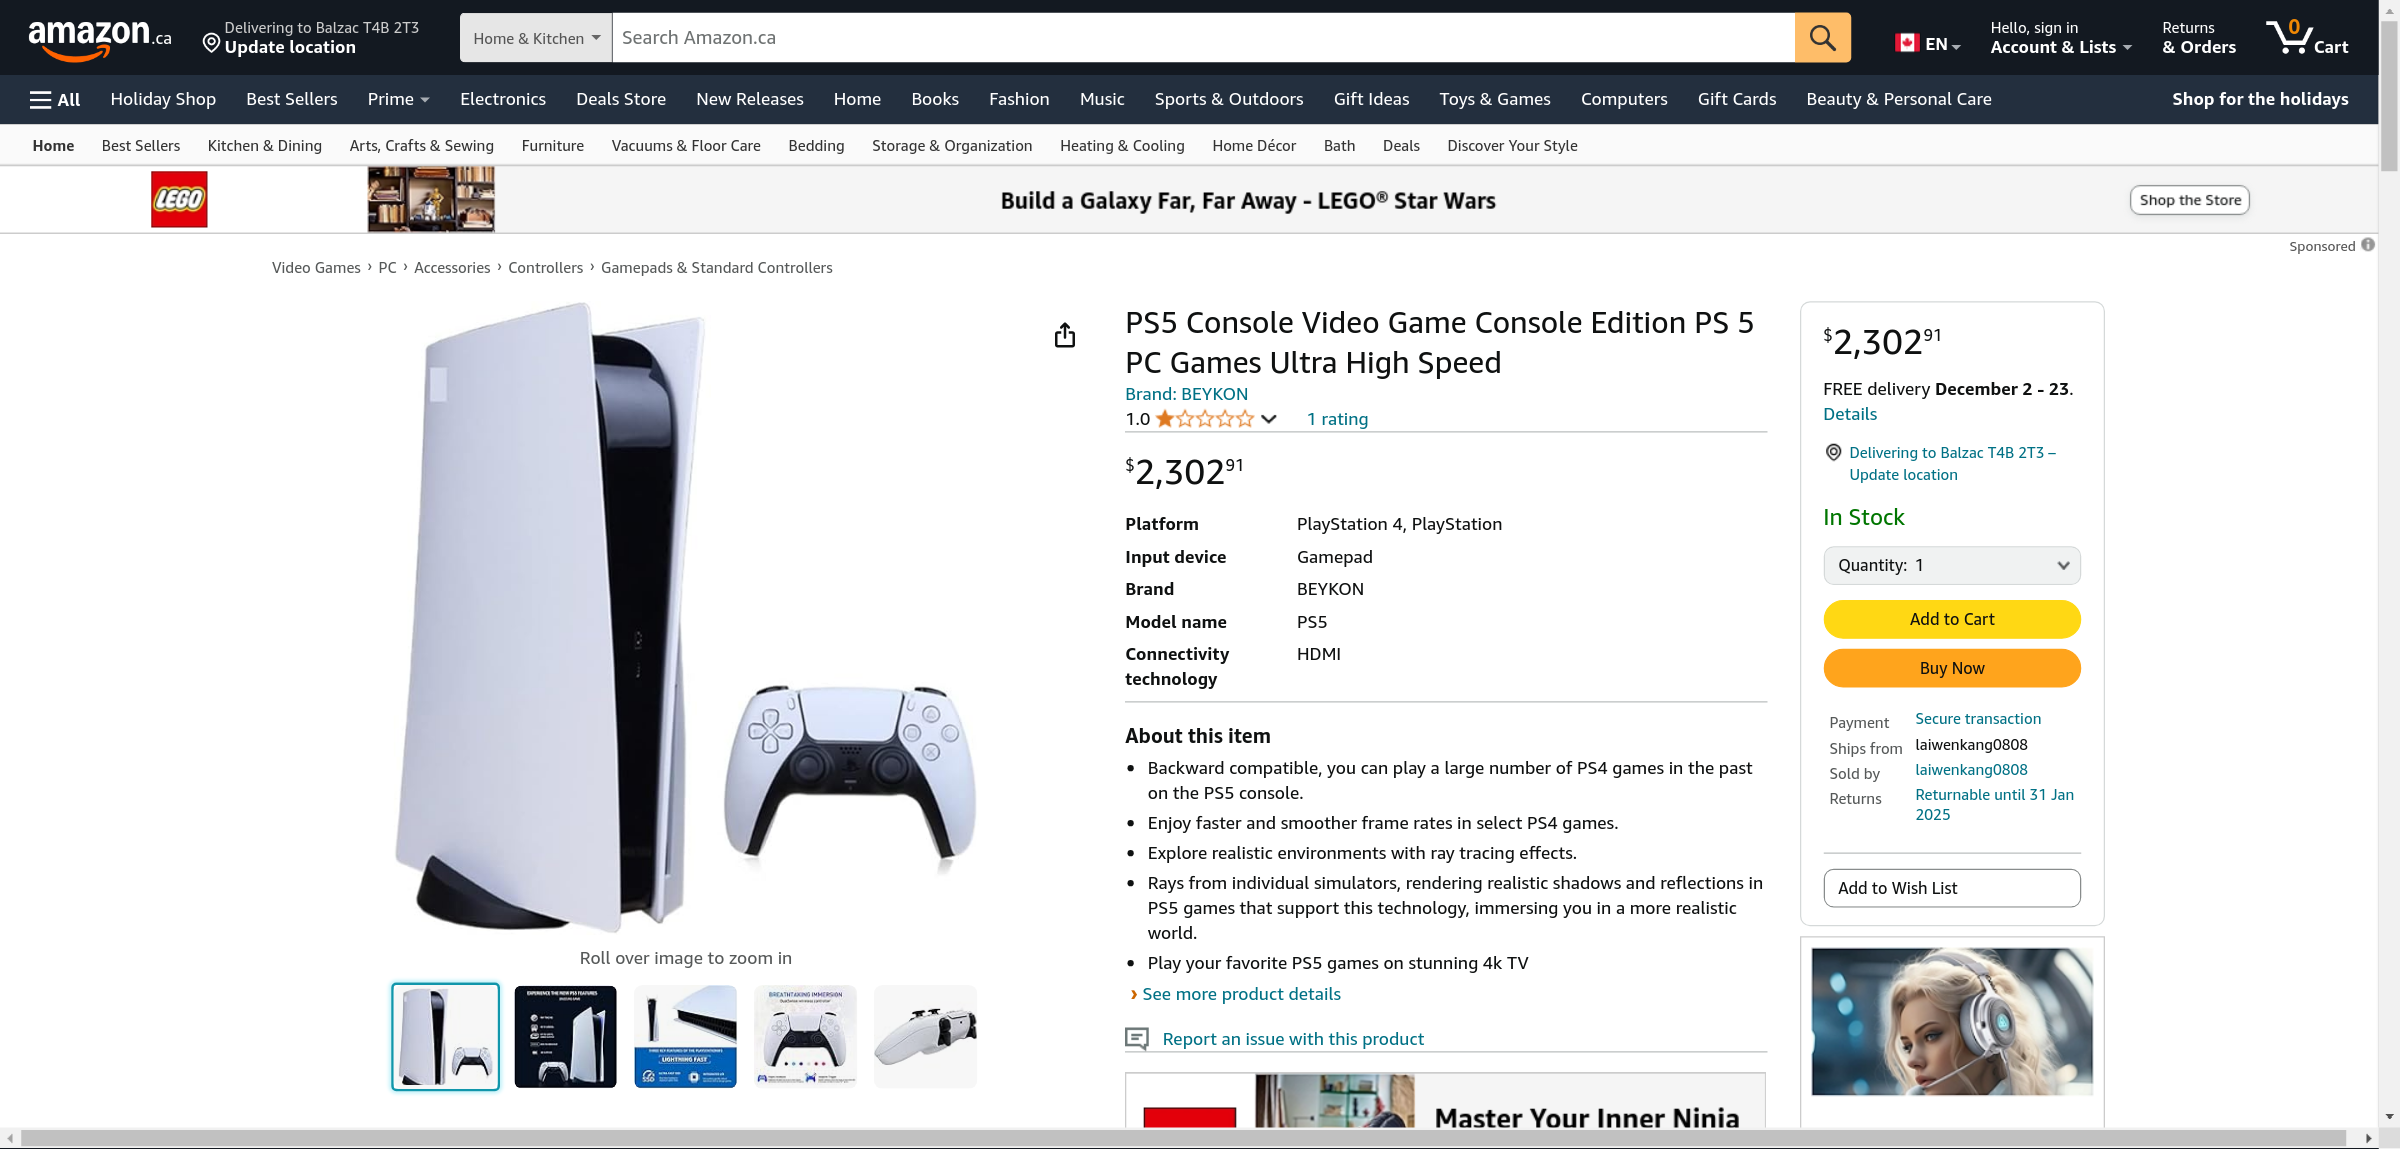 amazon.ca
Delivering to Balzac T4B 2T3
Update location
Home & Kitchen
Search Amazon.ca
EN
Hello, sign in
Account & Lists
Returns
& Orders
0
Cart
All
Holiday Shop
Best Sellers
Prime
Electronics
Deals Store
New Releases
Home
Books
Fashion
Music
Sports & Outdoors
Gift Ideas
Toys & Games
Computers
Gift Cards
Beauty & Personal Care
Shop for the holidays
Home
Best Sellers
Kitchen & Dining
Arts, Crafts & Sewing
Furniture
Vacuums & Floor Care
Bedding
Storage & Organization
Heating & Cooling
Home Décor
Bath
Deals
Discover Your Style
LEGO
Build a Galaxy Far, Far Away - LEGO® Star Wars
Shop the Store
Sponsored
Video Games › PC › Accessories › Controllers › Gamepads & Standard Controllers
Roll over image to zoom in
EXPERIENCE THE NEW PS5 FEATURES
LIGHTNING FAST
SSD
BREATHTAKING IMMERSION
PS5 Console Video Game Console Edition PS 5
PC Games Ultra High Speed
Brand: BEYKON
1.0
1 rating
$2,30291
Platform PlayStation 4, PlayStation
Input device Gamepad
Brand BEYKON
Model name PS5
Connectivity HDMI
technology
About this item
• Backward compatible, you can play a large number of PS4 games in the past
on the PS5 console.
• Enjoy faster and smoother frame rates in select PS4 games.
• Explore realistic environments with ray tracing effects.
• Rays from individual simulators, rendering realistic shadows and reflections in
PS5 games that support this technology, immersing you in a more realistic
world.
• Play your favorite PS5 games on stunning 4k TV
› See more product details
Report an issue with this product
Master Your Inner Ninja
$2,30291
FREE delivery December 2 - 23.
Details
Delivering to Balzac T4B 2T3 –
Update location
In Stock
Quantity: 1
Add to Cart
Buy Now
Payment Secure transaction
Ships from laiwenkang0808
Sold by laiwenkang0808
Returns Returnable until 31 Jan
2025
Add to Wish List